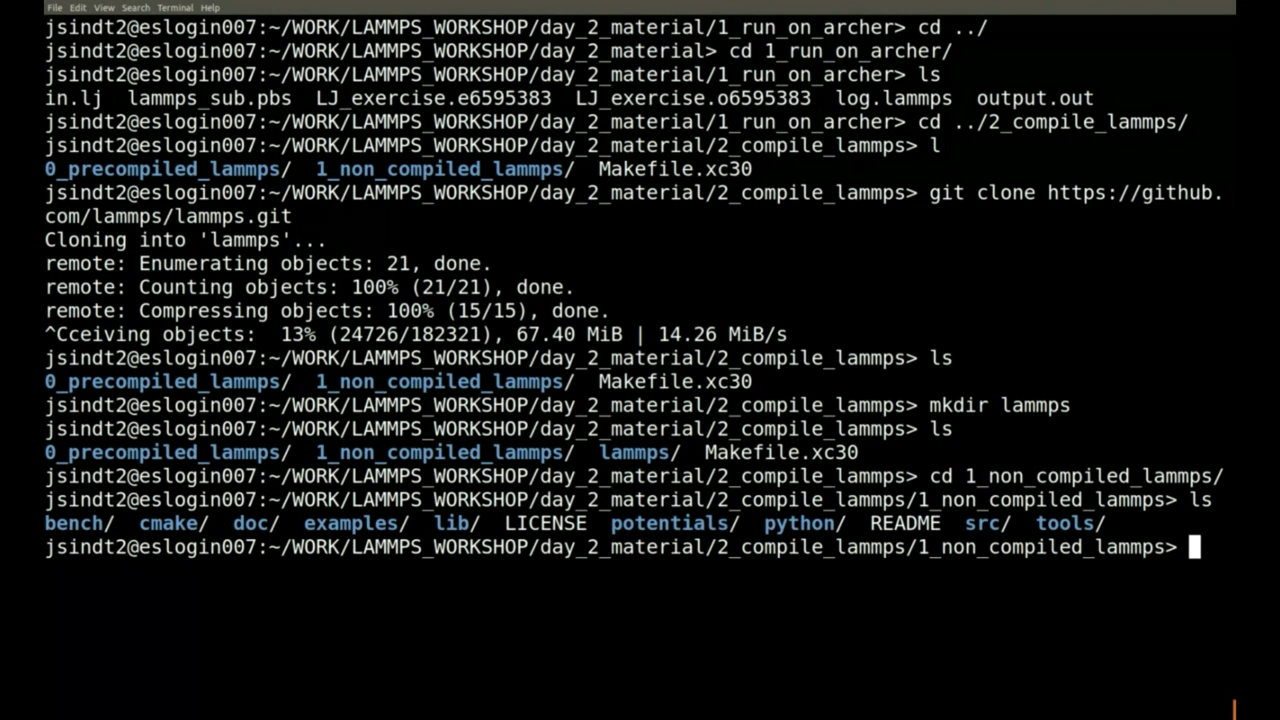 File Edit View Search Terminal Help
jsindt2@eslogin007:~/WORK/LAMMPS_WORKSHOP/day_2_material/1_run_on_archer> cd ../
jsindt2@eslogin007:~/WORK/LAMMPS_WORKSHOP/day_2_material> cd 1_run_on_archer/
jsindt2@eslogin007:~/WORK/LAMMPS_WORKSHOP/day_2_material/1_run_on_archer> ls
in.lj  lammps_sub.pbs  LJ_exercise.e6595383  LJ_exercise.o6595383  log.lammps  output.out
jsindt2@eslogin007:~/WORK/LAMMPS_WORKSHOP/day_2_material/1_run_on_archer> cd ../2_compile_lammps/
jsindt2@eslogin007:~/WORK/LAMMPS_WORKSHOP/day_2_material/2_compile_lammps> l
0_precompiled_lammps/  1_non_compiled_lammps/  Makefile.xc30
jsindt2@eslogin007:~/WORK/LAMMPS_WORKSHOP/day_2_material/2_compile_lammps> git clone https://github.
com/lammps/lammps.git
Cloning into 'lammps'...
remote: Enumerating objects: 21, done.
remote: Counting objects: 100% (21/21), done.
remote: Compressing objects: 100% (15/15), done.
^Cceiving objects:  13% (24726/182321), 67.40 MiB | 14.26 MiB/s
jsindt2@eslogin007:~/WORK/LAMMPS_WORKSHOP/day_2_material/2_compile_lammps> ls
0_precompiled_lammps/  1_non_compiled_lammps/  Makefile.xc30
jsindt2@eslogin007:~/WORK/LAMMPS_WORKSHOP/day_2_material/2_compile_lammps> mkdir lammps
jsindt2@eslogin007:~/WORK/LAMMPS_WORKSHOP/day_2_material/2_compile_lammps> ls
0_precompiled_lammps/  1_non_compiled_lammps/  lammps/  Makefile.xc30
jsindt2@eslogin007:~/WORK/LAMMPS_WORKSHOP/day_2_material/2_compile_lammps> cd 1_non_compiled_lammps/
jsindt2@eslogin007:~/WORK/LAMMPS_WORKSHOP/day_2_material/2_compile_lammps/1_non_compiled_lammps> ls
bench/  cmake/  doc/  examples/  lib/  LICENSE  potentials/  python/  README  src/  tools/
jsindt2@eslogin007:~/WORK/LAMMPS_WORKSHOP/day_2_material/2_compile_lammps/1_non_compiled_lammps>